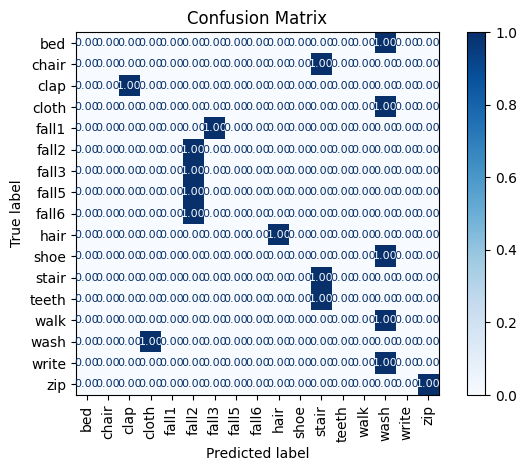 Confusion Matrix
bed 0.00 0.00 0.00 0.00 0.00 0.00 0.00 0.00 0.00 0.00 0.00 0.00 0.00 0.00 1.00 0.00 0.00
chair 0.00 0.00 0.00 0.00 0.00 0.00 0.00 0.00 0.00 0.00 0.00 1.00 0.00 0.00 0.00 0.00 0.00
clap 0.00 0.00 1.00 0.00 0.00 0.00 0.00 0.00 0.00 0.00 0.00 0.00 0.00 0.00 0.00 0.00 0.00
cloth 0.00 0.00 0.00 0.00 0.00 0.00 0.00 0.00 0.00 0.00 0.00 0.00 0.00 0.00 1.00 0.00 0.00
fall1 0.00 0.00 0.00 0.00 0.00 0.00 1.00 0.00 0.00 0.00 0.00 0.00 0.00 0.00 0.00 0.00 0.00
fall2 0.00 0.00 0.00 0.00 0.00 1.00 0.00 0.00 0.00 0.00 0.00 0.00 0.00 0.00 0.00 0.00 0.00
fall3 0.00 0.00 0.00 0.00 0.00 1.00 0.00 0.00 0.00 0.00 0.00 0.00 0.00 0.00 0.00 0.00 0.00
fall5 0.00 0.00 0.00 0.00 0.00 1.00 0.00 0.00 0.00 0.00 0.00 0.00 0.00 0.00 0.00 0.00 0.00
fall6 0.00 0.00 0.00 0.00 0.00 1.00 0.00 0.00 0.00 0.00 0.00 0.00 0.00 0.00 0.00 0.00 0.00
hair 0.00 0.00 0.00 0.00 0.00 0.00 0.00 0.00 0.00 1.00 0.00 0.00 0.00 0.00 0.00 0.00 0.00
shoe 0.00 0.00 0.00 0.00 0.00 0.00 0.00 0.00 0.00 0.00 0.00 0.00 0.00 0.00 1.00 0.00 0.00
stair 0.00 0.00 0.00 0.00 0.00 0.00 0.00 0.00 0.00 0.00 0.00 1.00 0.00 0.00 0.00 0.00 0.00
teeth 0.00 0.00 0.00 0.00 0.00 0.00 0.00 0.00 0.00 0.00 0.00 1.00 0.00 0.00 0.00 0.00 0.00
walk 0.00 0.00 0.00 0.00 0.00 0.00 0.00 0.00 0.00 0.00 0.00 0.00 0.00 0.00 1.00 0.00 0.00
wash 0.00 0.00 0.00 1.00 0.00 0.00 0.00 0.00 0.00 0.00 0.00 0.00 0.00 0.00 0.00 0.00 0.00
write 0.00 0.00 0.00 0.00 0.00 0.00 0.00 0.00 0.00 0.00 0.00 0.00 0.00 0.00 1.00 0.00 0.00
zip 0.00 0.00 0.00 0.00 0.00 0.00 0.00 0.00 0.00 0.00 0.00 0.00 0.00 0.00 0.00 0.00 1.00
True label
bed chair clap cloth fall1 fall2 fall3 fall5 fall6 hair shoe stair teeth walk wash write zip
Predicted label
1.0
0.8
0.6
0.4
0.2
0.0